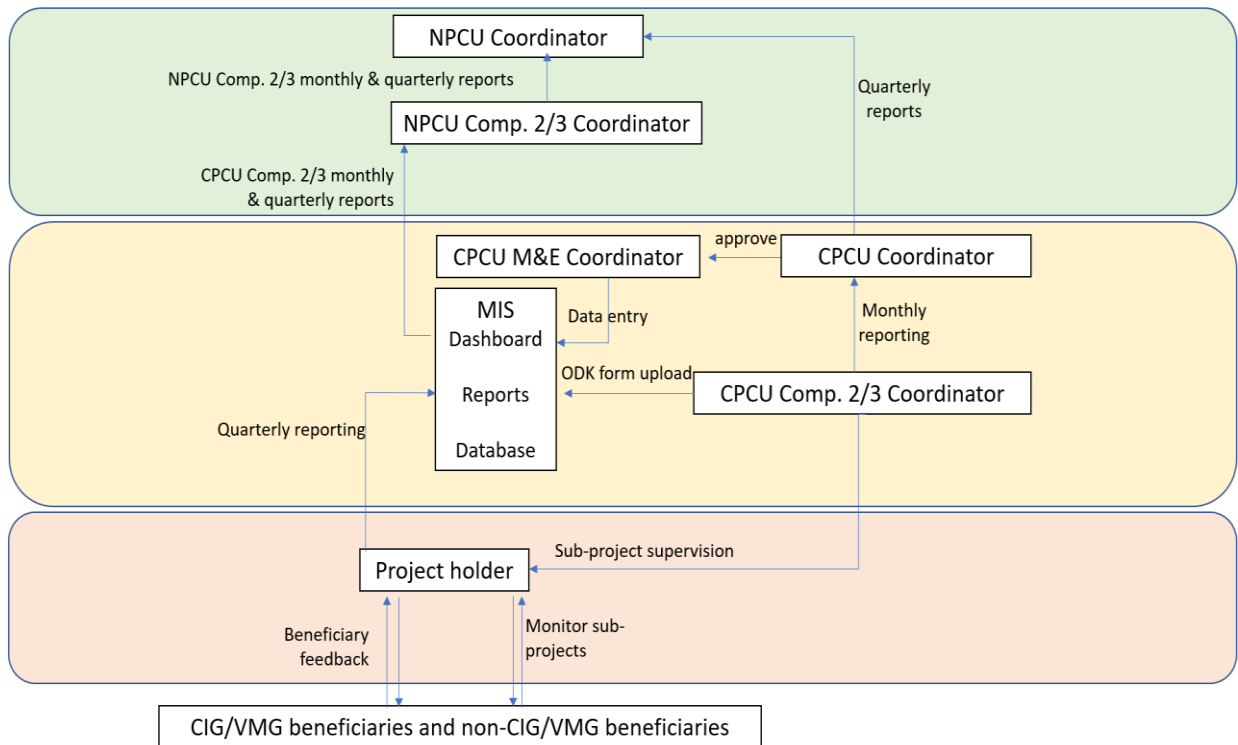 NPCU Coordinator
NPCU Comp. 2/3 monthly & quarterly reports
Quarterly
reports
NPCU Comp. 2/3 Coordinator
CPCU Comp. 2/3 monthly
& quarterly reports
approve
CPCU M&E Coordinator
CPCU Coordinator
MIS
Dashboard
Reports
Database
Data entry
Monthly
reporting
ODK form upload
CPCU Comp. 2/3 Coordinator
Quarterly reporting
Sub-project supervision
Project holder
Beneficiary
feedback
Monitor sub-
projects
CIG/VMG beneficiaries and non-CIG/VMG beneficiaries